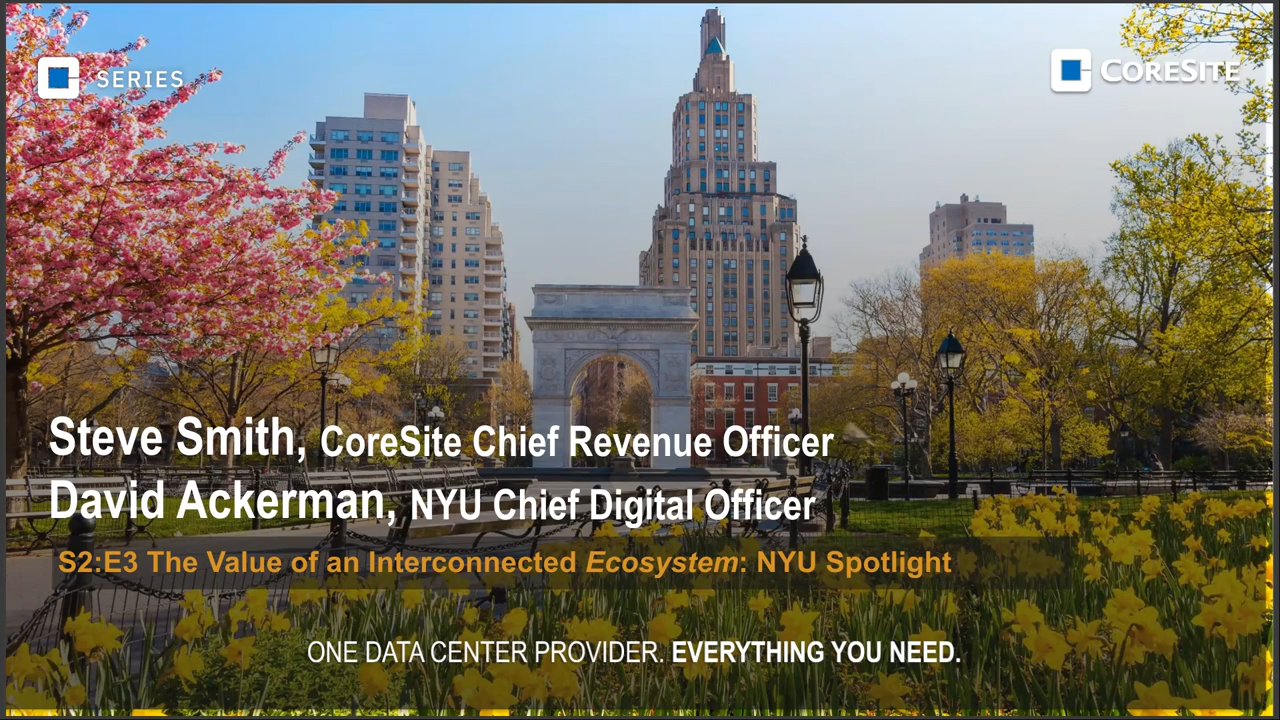 SERIES
CORESITE
Steve Smith, CoreSite Chief Revenue Officer
David Ackerman, NYU Chief Digital Officer
S2:E3 The Value of an Interconnected Ecosystem: NYU Spotlight
ONE DATA CENTER PROVIDER. EVERYTHING YOU NEED.